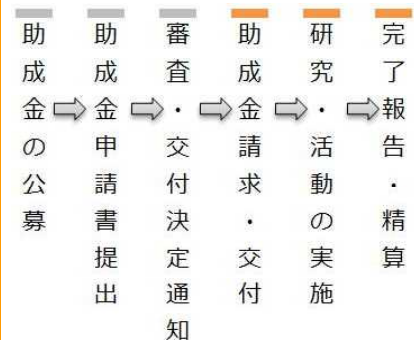 助成金の公募
助成金申請書提出
審査・交付決定通知
助成金請求・交付
研究・活動の実施
完了報告・精算